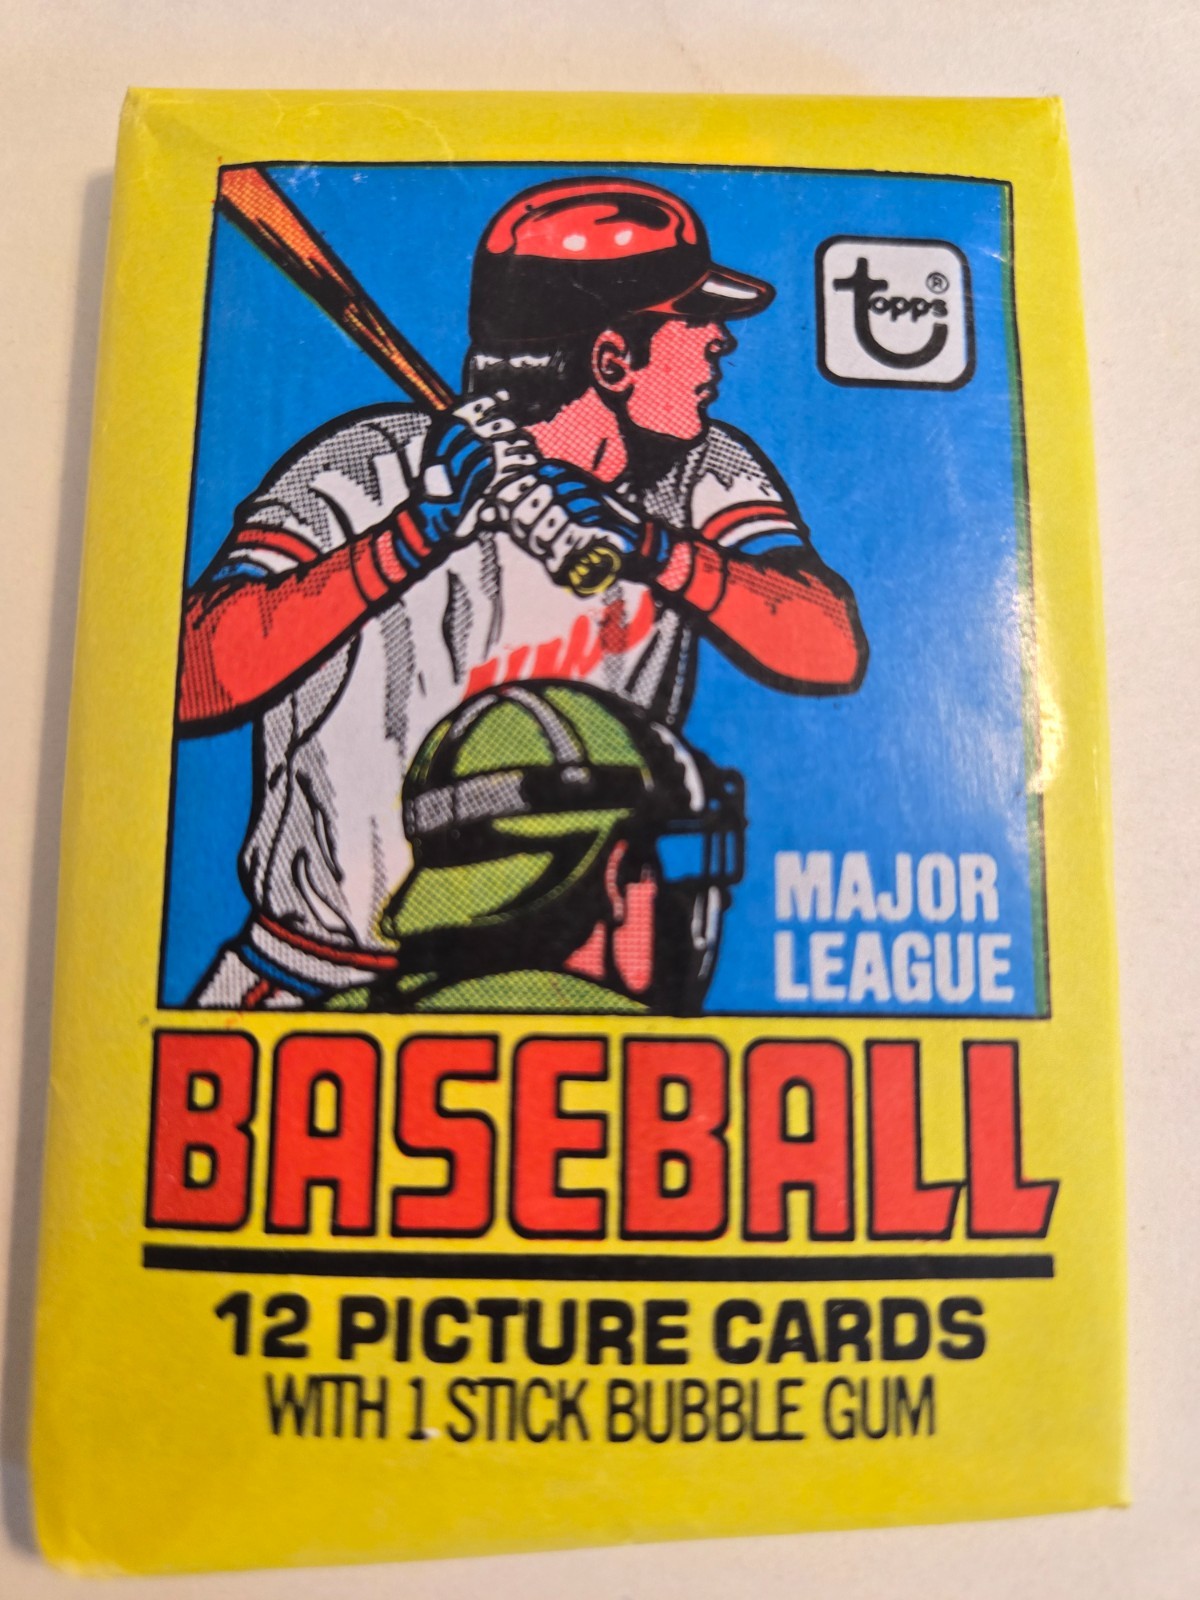 topps®
MAJOR
LEAGUE
BASEBALL
12 PICTURE CARDS
WITH 1 STICK BUBBLE GUM